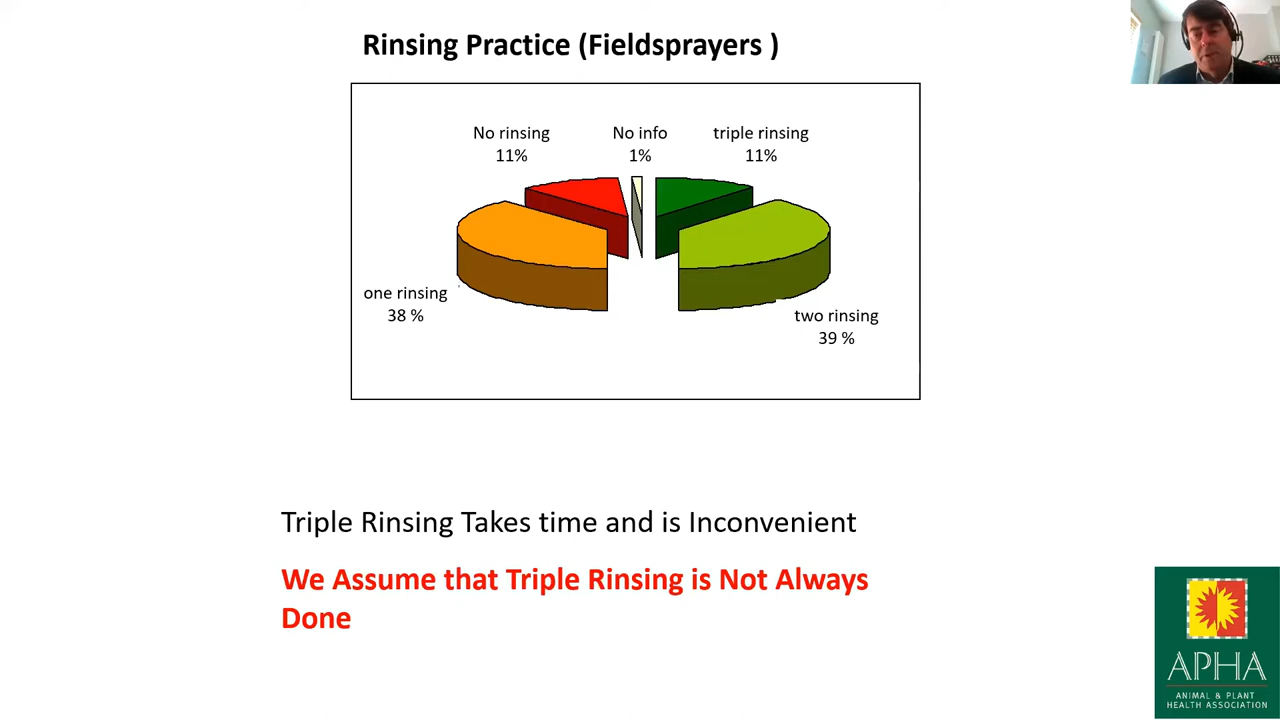 Rinsing Practice (Fieldsprayers )
No rinsing
11%
No info
1%
triple rinsing
11%
one rinsing
38 %
two rinsing
39 %
Triple Rinsing Takes time and is Inconvenient
We Assume that Triple Rinsing is Not Always
Done
APHA
ANIMAL & PLANT
HEALTH ASSOCIATION